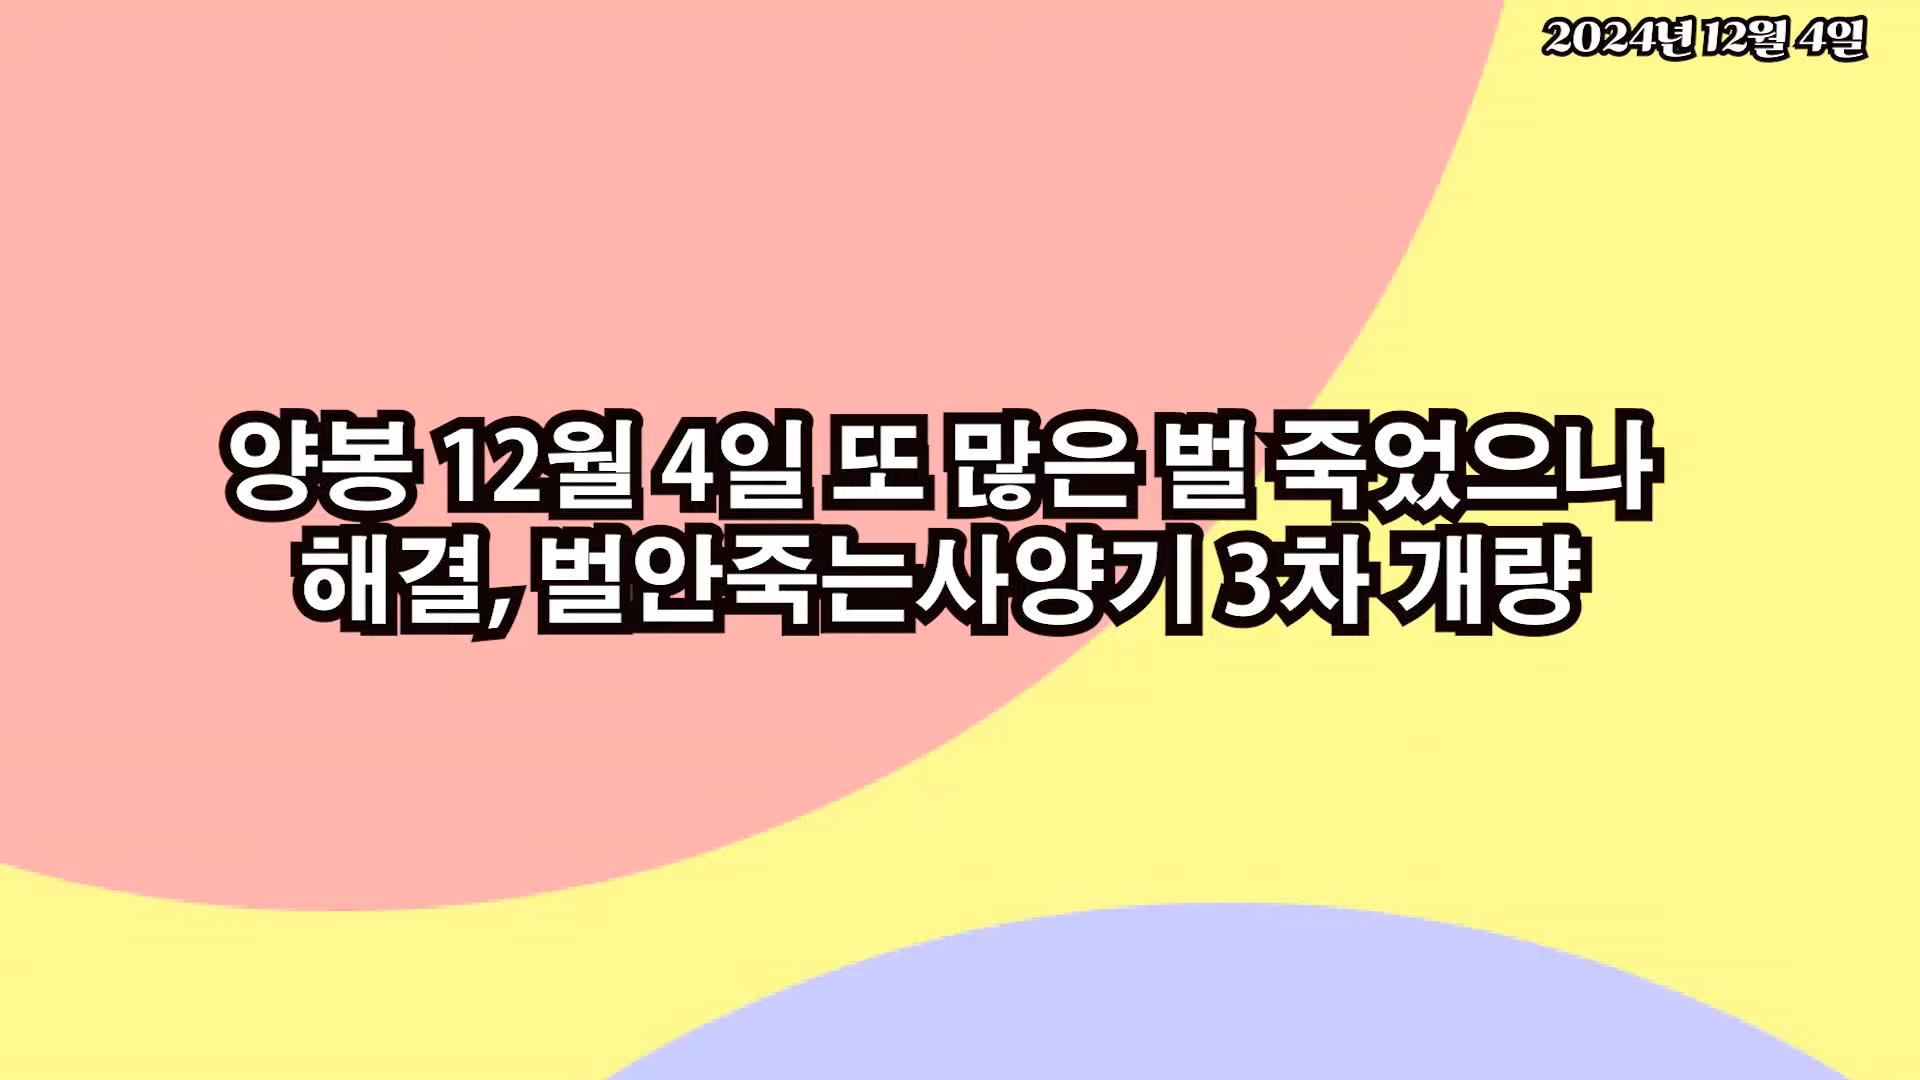 2024년 12월 4일
양봉 12월 4일 또 많은 벌 죽었으나
해결, 벌안죽는사양기 3차 개량